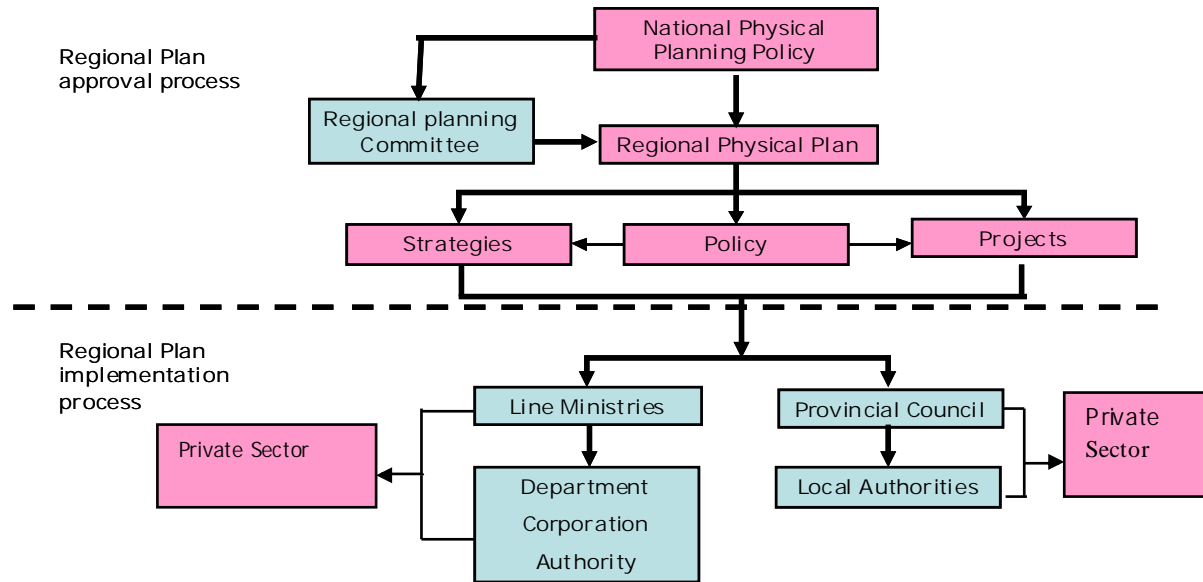 Regional Plan
approval process
National Physical
Planning Policy
Regional planning
Committee
Regional Physical Plan
Strategies
Policy
Projects
Regional Plan
implementation
process
Line Ministries
Provincial Council
Private Sector
Private
Sector
Department
Corporation
Authority
Local Authorities